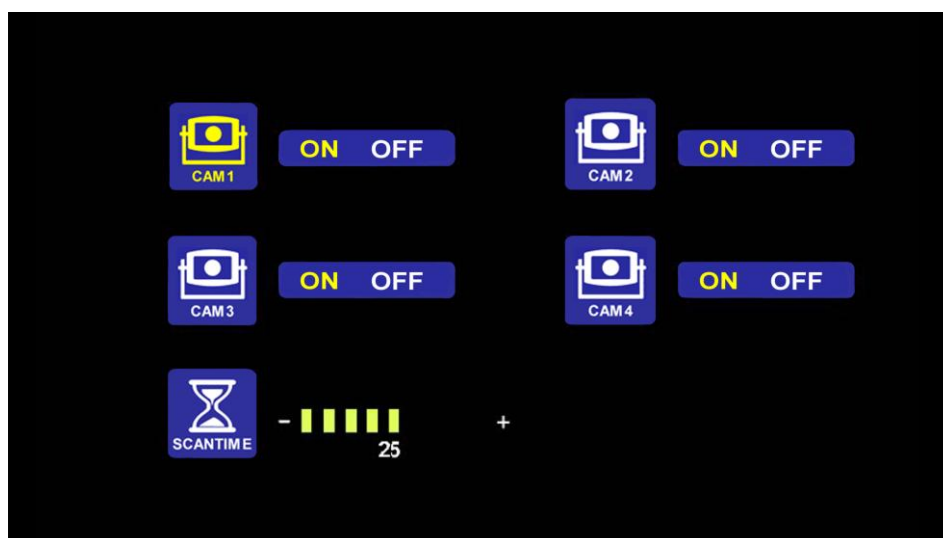 CAM1 ON OFF
CAM2 ON OFF
CAM3 ON OFF
CAM4 ON OFF
SCANTIME - +
25